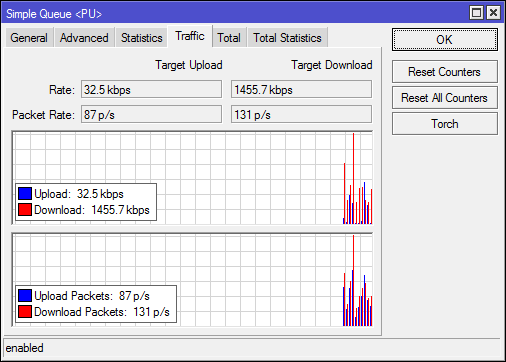 Simple Queue <PU>
General Advanced Statistics Traffic Total Total Statistics
Target Upload Target Download
Rate: 32.5 kbps 1455.7 kbps
Packet Rate: 87 p/s 131 p/s
Upload: 32.5 kbps
Download: 1455.7 kbps
Upload Packets: 87 p/s
Download Packets: 131 p/s
OK
Reset Counters
Reset All Counters
Torch
enabled